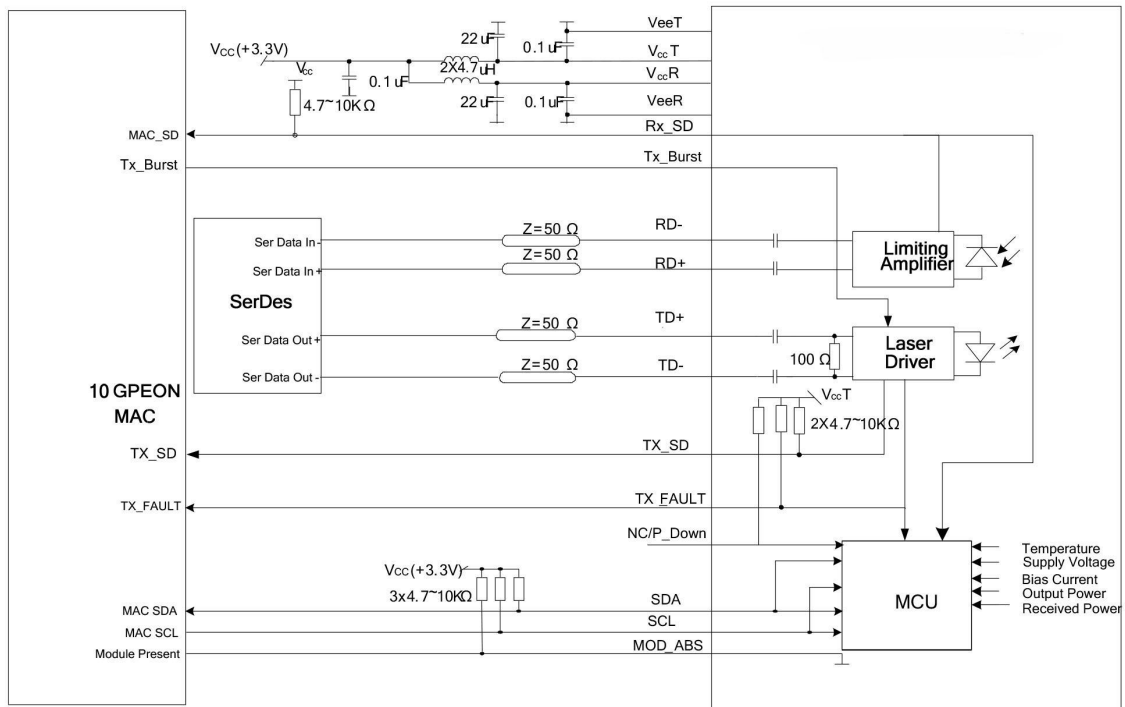 VeeT
22 uF
0.1 uF
VCC (+3.3V)
VccT
2X4.7uH
Vcc
VccR
0.1 uF
4.7~10KΩ
22 uF
0.1 uF
VeeR
MAC_SD
Rx_SD
Tx_Burst
Tx_Burst
Z=50 Ω
RD-
Ser Data In-
Limiting
Amplifier
Z=50 Ω
RD+
Ser Data In+
SerDes
Z=50 Ω
TD+
Ser Data Out+
Laser
Driver
100 Ω
Z=50 Ω
TD-
Ser Data Out -
10 GPEON
MAC
VccT
2X4.7~10KΩ
TX_SD
TX_SD
TX_FAULT
TX_FAULT
NC/P_Down
Temperature
Supply Voltage
Bias Current
Output Power
Received Power
MCU
VCC (+3.3V)
3x4.7~10KΩ
MAC SDA
SDA
MAC SCL
SCL
Module Present
MOD_ABS